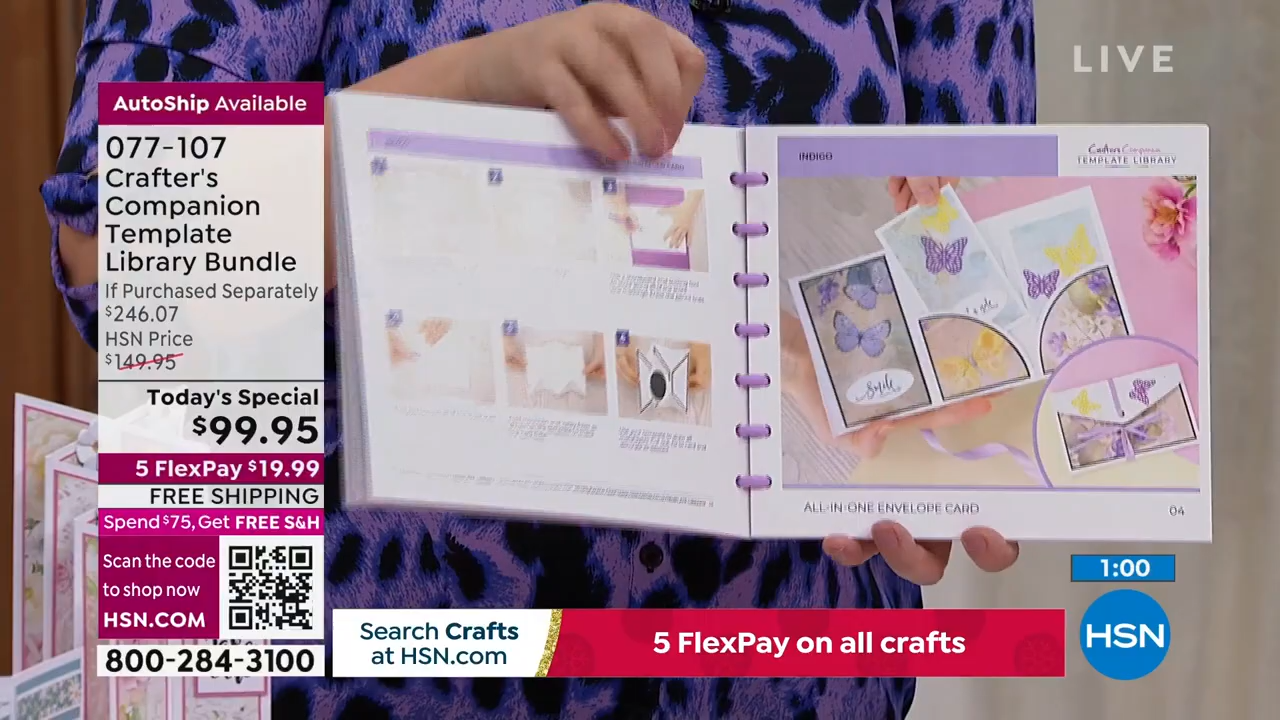 LIVE
AutoShip Available
077-107
Crafter's
Companion
Template
Library Bundle
If Purchased Separately
$246.07
HSN Price
$149.95
Today's Special
$99.95
5 FlexPay $19.99
FREE SHIPPING
Spend $75, Get FREE S&H
Scan the code
to shop now
HSN.COM
800-284-3100
INDIGO
Crafter's Companion
TEMPLATE LIBRARY
Smile
ALL-IN-ONE ENVELOPE CARD
04
1:00
HSN
Search Crafts
at HSN.com
5 FlexPay on all crafts